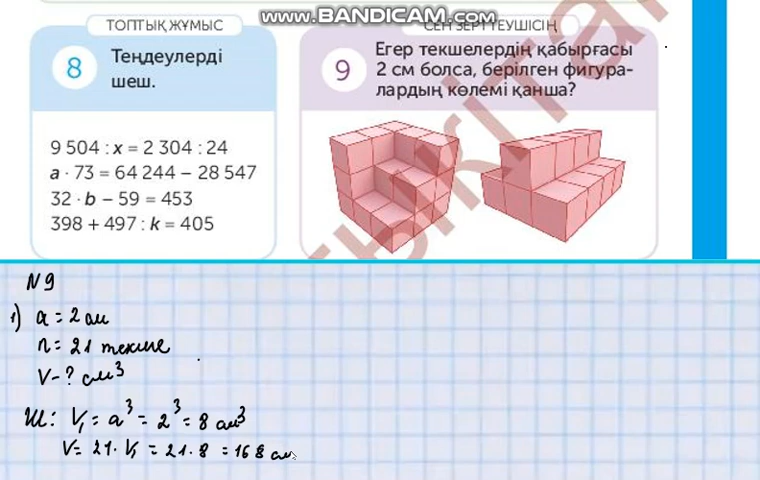 WWW.BANDICAM.COM
ТОПТЫҚ ЖҰМЫС
8
Теңдеулерді
шеш.
9 504 : x = 2 304 : 24
a · 73 = 64 244 – 28 547
32 · b – 59 = 453
398 + 497 : k = 405
СЕН ЗЕРТТЕУШІСІҢ
9
Егер текшелердің қабырғасы
2 см болса, берілген фигура-
лардың көлемі қанша?
N 9
1) a = 2 см
n = 21 текше
V - ? см³
Ш: V₁ = a³ = 2³ = 8 см³
V = 21 · V₁ = 21 · 8 = 168 см